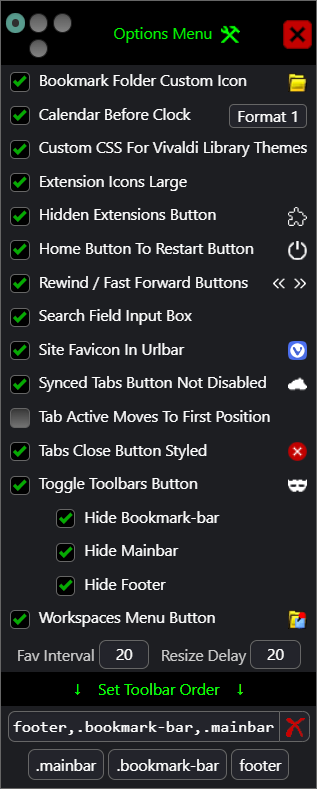 Options Menu
Bookmark Folder Custom Icon
Calendar Before Clock Format 1
Custom CSS For Vivaldi Library Themes
Extension Icons Large
Hidden Extensions Button
Home Button To Restart Button
Rewind / Fast Forward Buttons
Search Field Input Box
Site Favicon In Urlbar
Synced Tabs Button Not Disabled
Tab Active Moves To First Position
Tabs Close Button Styled
Toggle Toolbars Button
Hide Bookmark-bar
Hide Mainbar
Hide Footer
Workspaces Menu Button
Fav Interval 20 Resize Delay 20
↓ Set Toolbar Order ↓
footer,.bookmark-bar,.mainbar
.mainbar .bookmark-bar footer